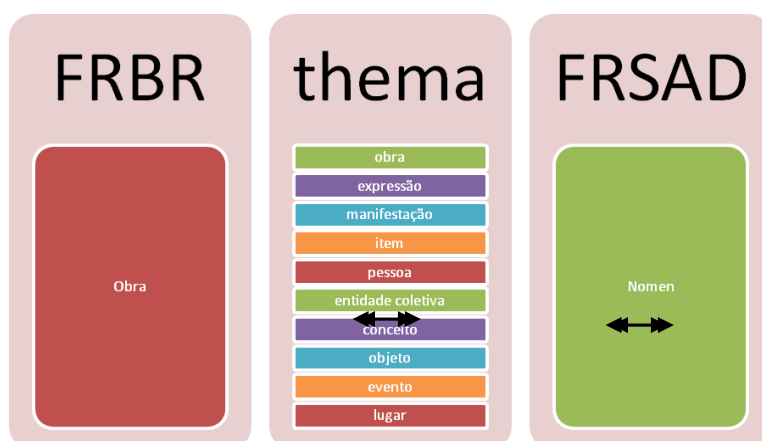 FRBR
Obra
thema
obra
expressão
manifestação
item
pessoa
entidade coletiva
conceito
objeto
evento
lugar
FRSAD
Nomen